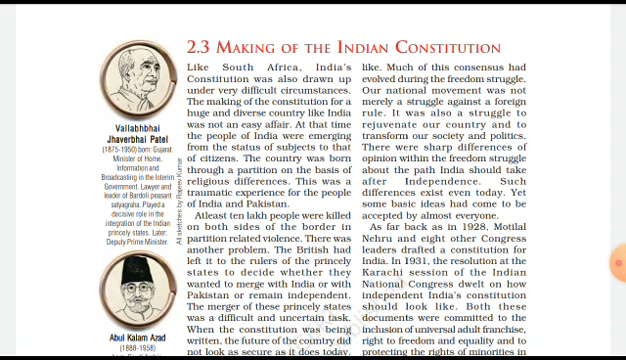 2.3 MAKING OF THE INDIAN CONSTITUTION
Vallabhbhai
Jhaverbhai Patel
(1875-1950) born: Gujarat.
Minister of Home,
Information and
Broadcasting in the Interim
Government. Lawyer and
leader of Bardoli peasant
satyagraha. Played a
decisive role in the
integration of the Indian
princely states. Later:
Deputy Prime Minister.
All sketches by Rajeev Kumar
Abul Kalam Azad
(1888-1958)
Like South Africa, India's
Constitution was also drawn up
under very difficult circumstances.
The making of the constitution for a
huge and diverse country like India
was not an easy affair. At that time
the people of India were emerging
from the status of subjects to that
of citizens. The country was born
through a partition on the basis of
religious differences. This was a
traumatic experience for the people
of India and Pakistan.
Atleast ten lakh people were killed
on both sides of the border in
partition related violence. There was
another problem. The British had
left it to the rulers of the princely
states to decide whether they
wanted to merge with India or with
Pakistan or remain independent.
The merger of these princely states
was a difficult and uncertain task.
When the constitution was being
written, the future of the country did
not look as secure as it does today.
like. Much of this consensus had
evolved during the freedom struggle.
Our national movement was not
merely a struggle against a foreign
rule. It was also a struggle to
rejuvenate our country and to
transform our society and politics.
There were sharp differences of
opinion within the freedom struggle
about the path India should take
after Independence. Such
differences exist even today. Yet
some basic ideas had come to be
accepted by almost everyone.
As far back as in 1928, Motilal
Nehru and eight other Congress
leaders drafted a constitution for
India. In 1931, the resolution at the
Karachi session of the Indian
National Congress dwelt on how
independent India's constitution
should look like. Both these
documents were committed to the
inclusion of universal adult franchise,
right to freedom and equality and to
protecting the rights of minorities in